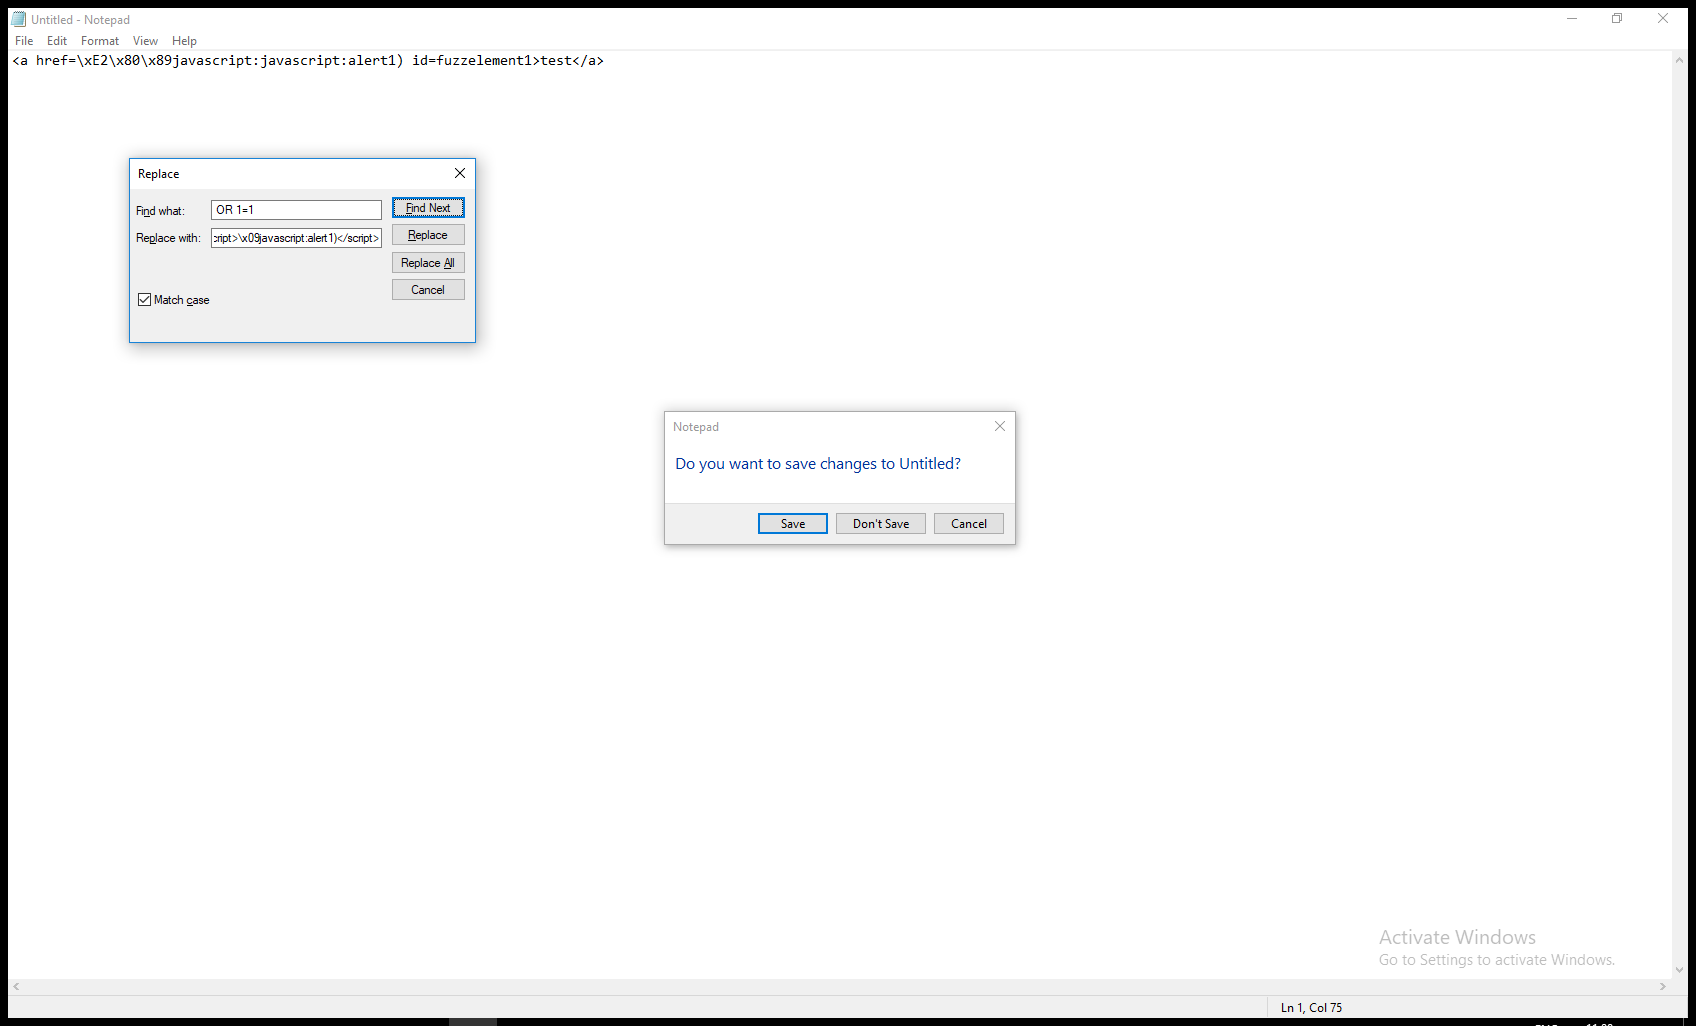 Untitled - Notepad
File Edit Format View Help
<a href=\xE2\x80\x89javascript:javascript:alert1) id=fuzzelement1>test</a>
Replace
Find what: OR 1=1 Find Next
Replace with: cript>\x09javascript:alert1)</script> Replace
Replace All
Cancel
Match case
Notepad
Do you want to save changes to Untitled?
Save Don't Save Cancel
Activate Windows
Go to Settings to activate Windows.
Ln 1, Col 75